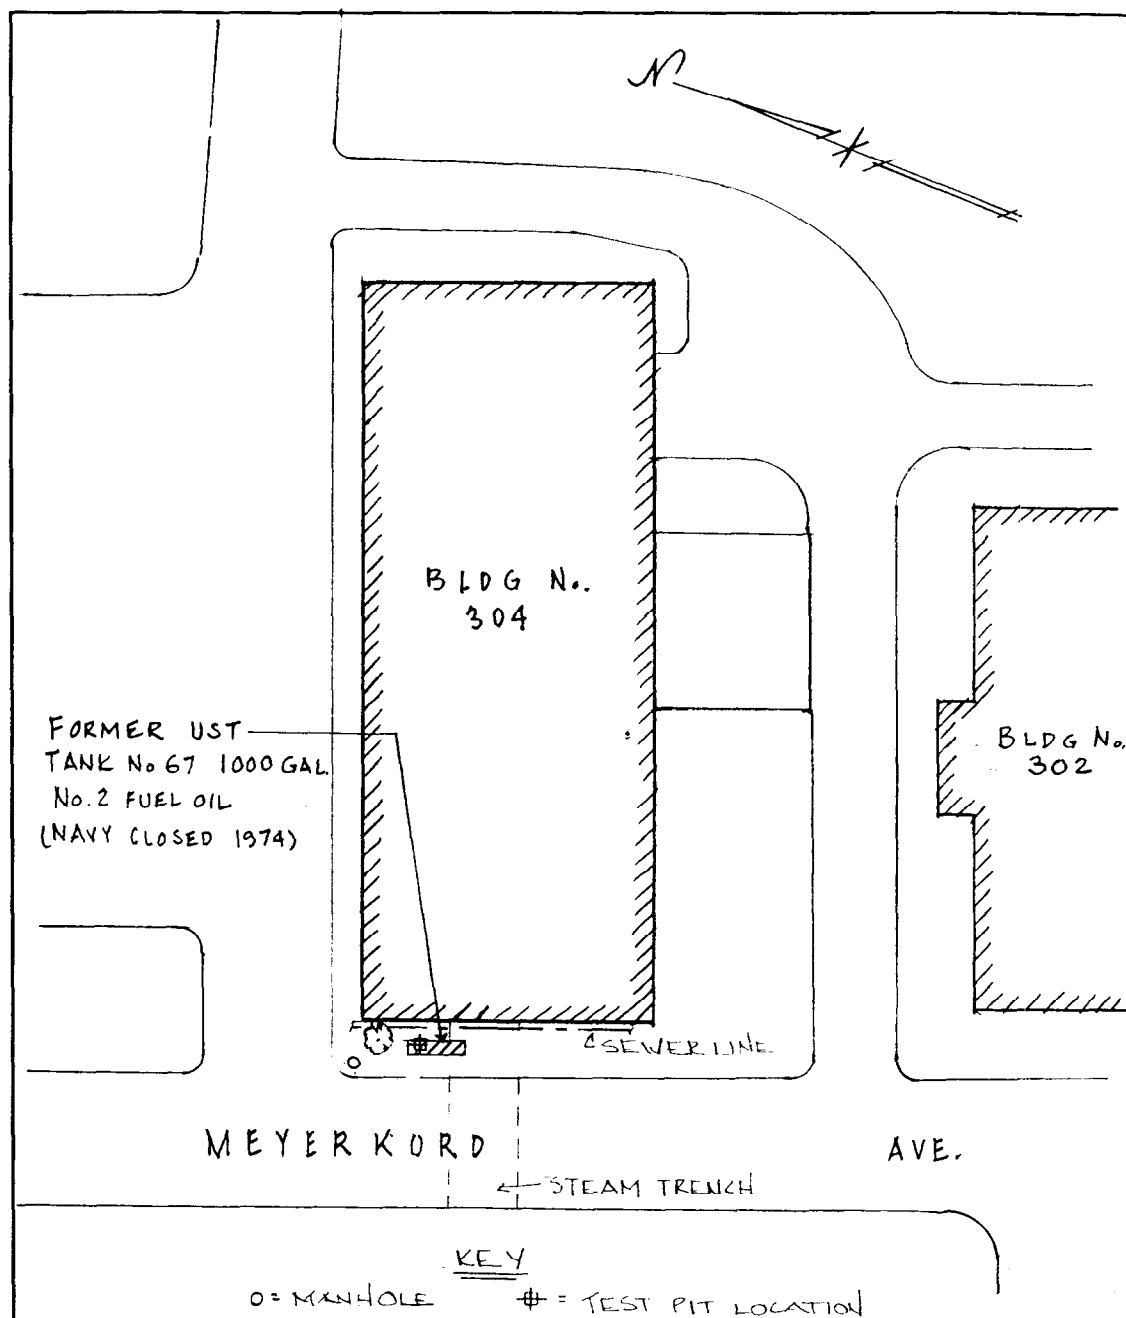 N
BLDG No.
304
FORMER UST
TANK No 67 1000 GAL.
No. 2 FUEL OIL
(NAVY CLOSED 1974)
BLDG No.
302
SEWER LINE
MEYERKORD AVE.
STEAM TRENCH
KEY
O = MANHOLE = TEST PIT LOCATION